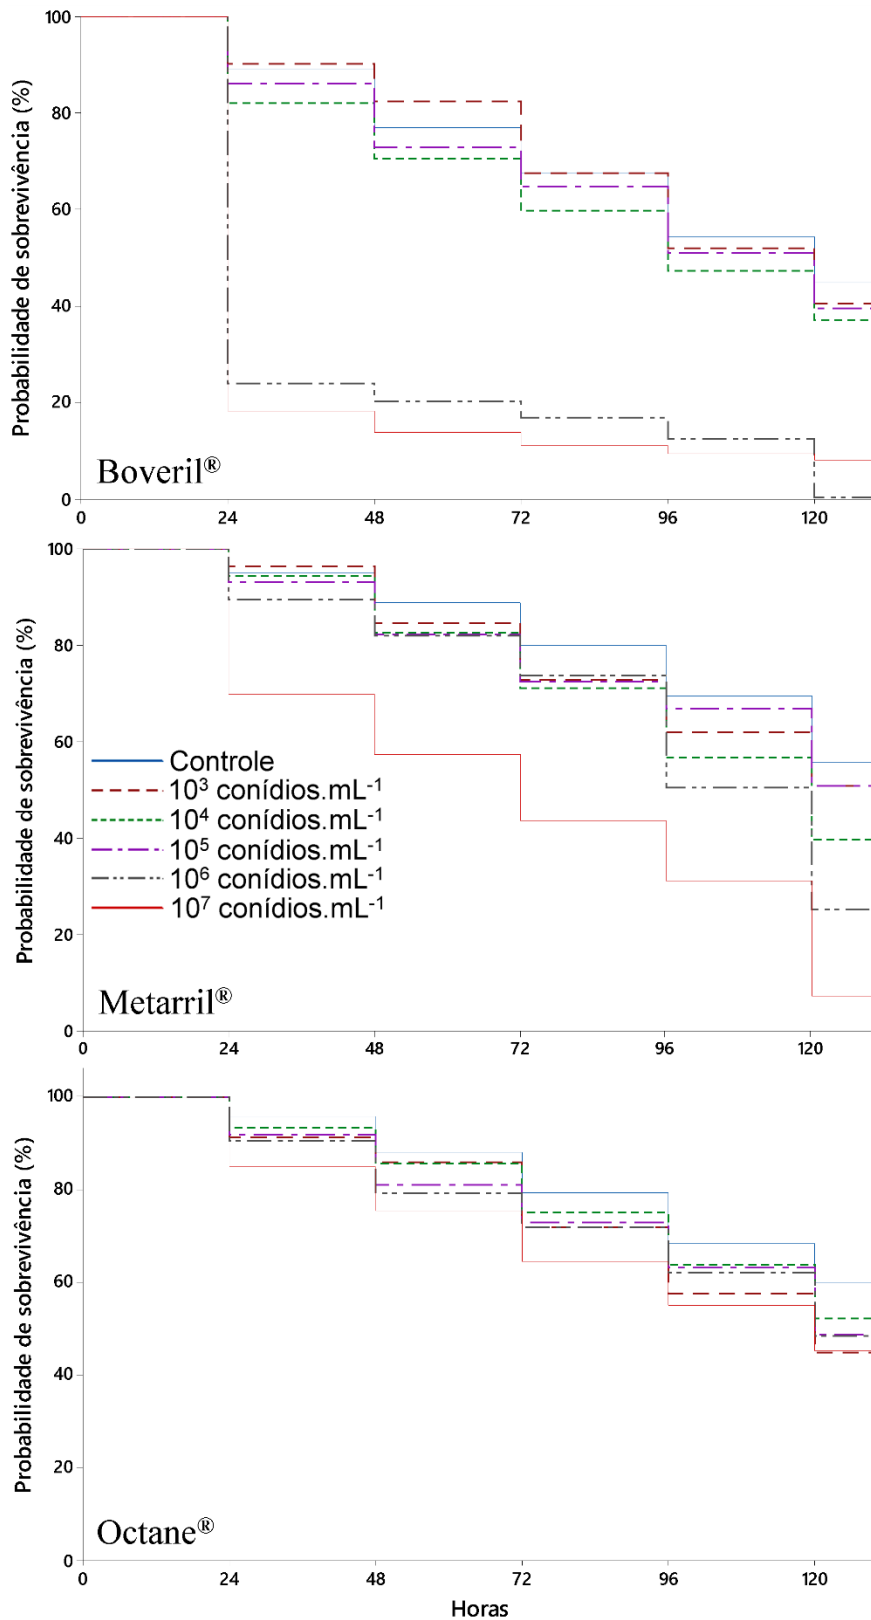 Probabilidade de sobrevivência (%)
100
80
60
40
20
0
Boveril®
0 24 48 72 96 120
Probabilidade de sobrevivência (%)
100
80
60
40
20
0
Controle
10³ conídios.mL⁻¹
10⁴ conídios.mL⁻¹
10⁵ conídios.mL⁻¹
10⁶ conídios.mL⁻¹
10⁷ conídios.mL⁻¹
Metarril®
0 24 48 72 96 120
Probabilidade de sobrevivência (%)
100
80
60
40
20
0
Octane®
0 24 48 72 96 120
Horas